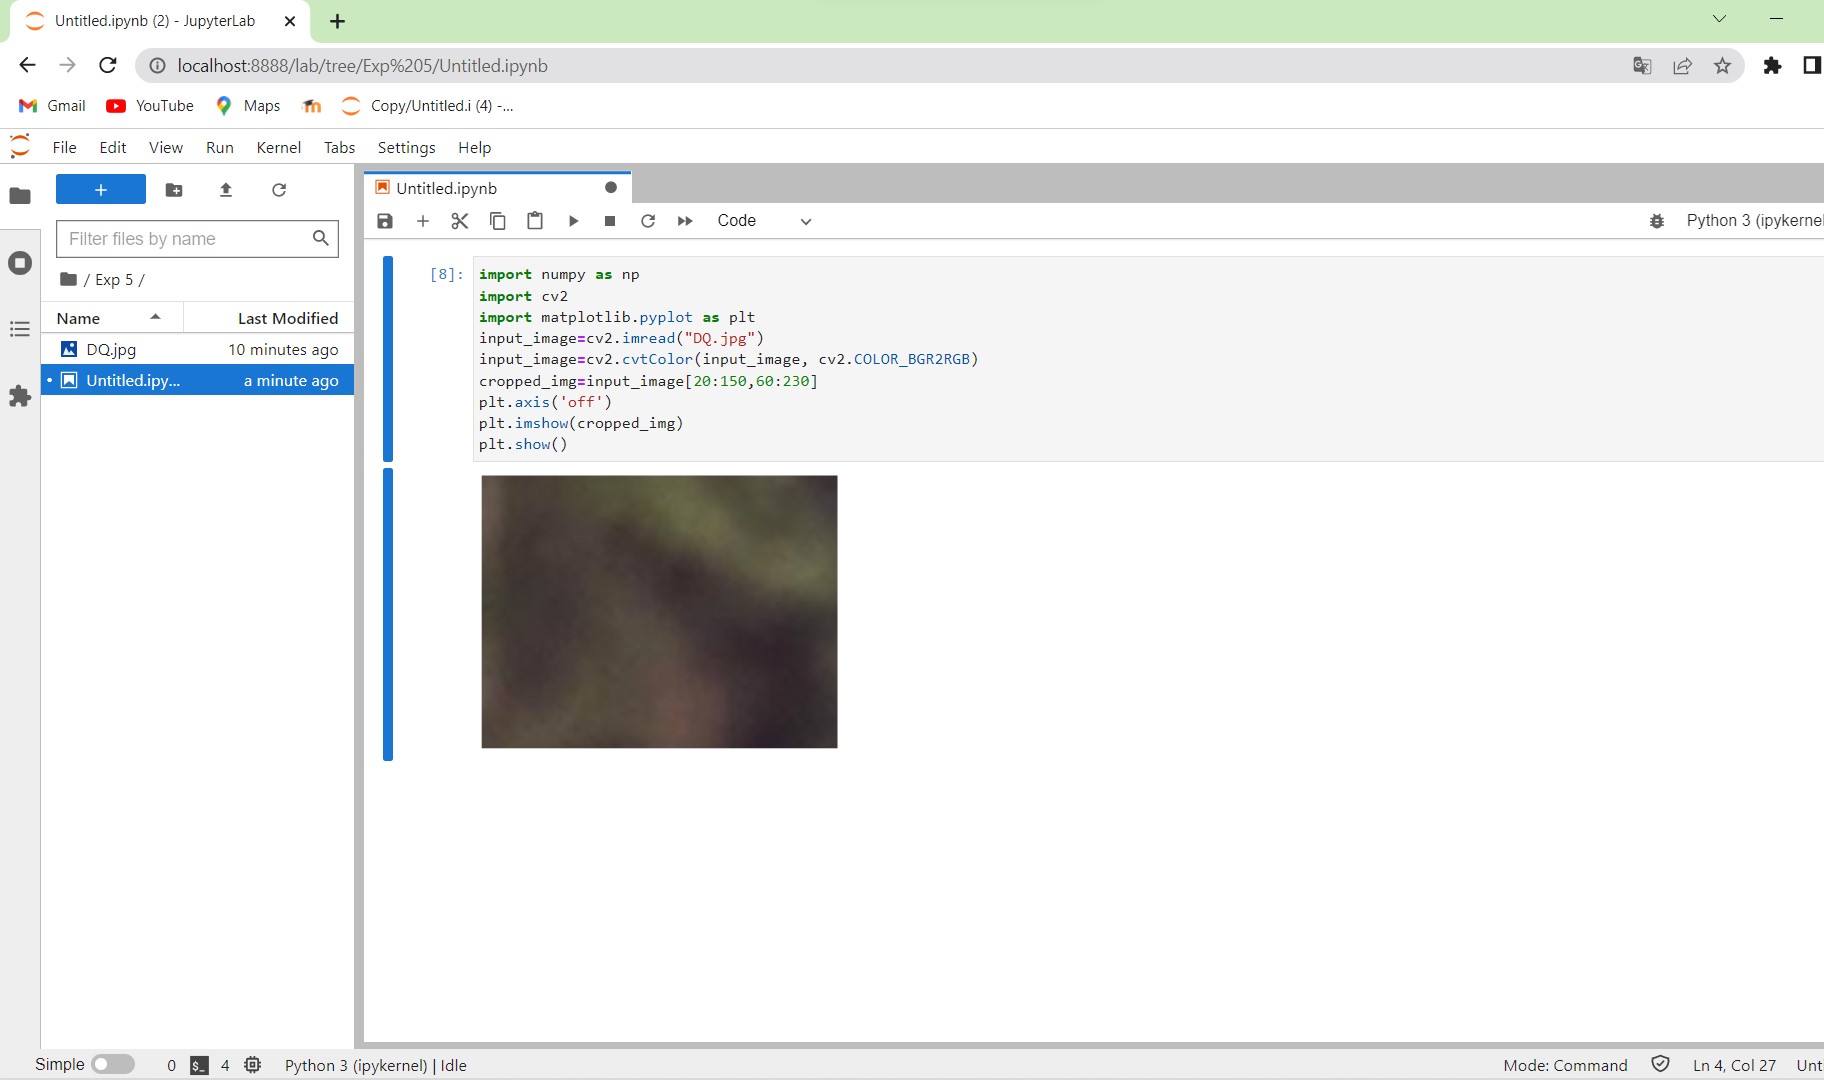 Untitled.ipynb (2) - JupyterLab
localhost:8888/lab/tree/Exp%205/Untitled.ipynb
Gmail YouTube Maps Copy/Untitled.i (4) -...
File Edit View Run Kernel Tabs Settings Help
Untitled.ipynb
Code
Python 3 (ipykernel
Filter files by name
/ Exp 5 /
Name Last Modified
DQ.jpg 10 minutes ago
Untitled.ipy... a minute ago
[8]: import numpy as np
import cv2
import matplotlib.pyplot as plt
input_image=cv2.imread("DQ.jpg")
input_image=cv2.cvtColor(input_image, cv2.COLOR_BGR2RGB)
cropped_img=input_image[20:150,60:230]
plt.axis('off')
plt.imshow(cropped_img)
plt.show()
Simple 0 $_ 4 Python 3 (ipykernel) | Idle Mode: Command Ln 4, Col 27 Unt